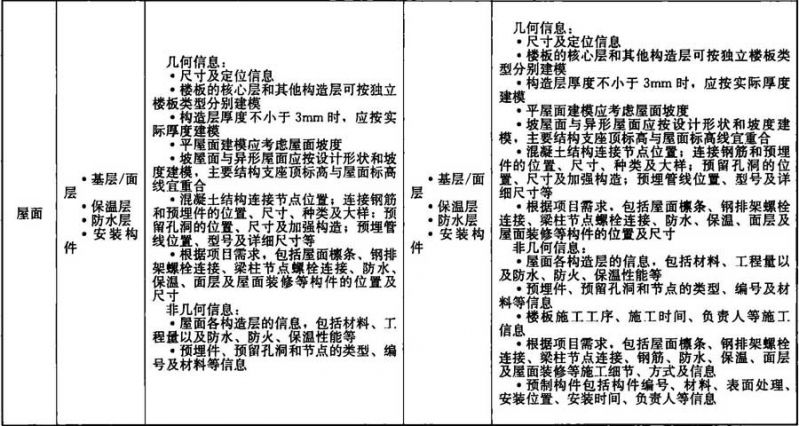 屋面
• 基层/面
层
• 保温层
• 防水层
• 安装构
件
几何信息：
• 尺寸及定位信息
• 楼板的核心层和其他构造层可按独立
楼板类型分别建模
• 构造层厚度不小于3mm时，应按实
际厚度建模
• 平屋面建模应考虑屋面坡度
• 坡屋面与异形屋面应按设计形状和坡
度建模，主要结构支座顶标高与屋面标高
线宜重合
• 混凝土结构连接节点位置；连接钢筋
和预埋件的位置、尺寸、种类及大样；预
留孔洞的位置、尺寸及加强构造；预埋管
线位置、型号及详细尺寸等
• 根据项目需求，包括屋面檩条、钢排
架螺栓连接、梁柱节点螺栓连接、防水、
保温、面层及屋面装修等构件的位置及
尺寸
非几何信息：
• 屋面各构造层的信息，包括材料、工
程量以及防水、防火、保温性能等
• 预埋件、预留孔洞和节点的类型、编
号及材料等信息
• 基层/面
层
• 保温层
• 防水层
• 安装构
件
几何信息：
• 尺寸及定位信息
• 楼板的核心层和其他构造层可按独立楼板类
型分别建模
• 构造层厚度不小于3mm时，应按实际厚度
建模
• 平屋面建模应考虑屋面坡度
• 坡屋面与异形屋面应按设计形状和坡度建
模，主要结构支座顶标高与屋面标高线宜重合
• 混凝土结构连接节点位置；连接钢筋和预埋
件的位置、尺寸、种类及大样；预留孔洞的位
置、尺寸及加强构造；预埋管线位置、型号及详
细尺寸等
• 根据项目需求，包括屋面檩条、钢排架螺栓
连接、梁柱节点螺栓连接、防水、保温、面层及
屋面装修等构件的位置及尺寸
非几何信息：
• 屋面各构造层的信息，包括材料、工程量以
及防水、防火、保温性能等
• 预埋件、预留孔洞和节点的类型、编号及材
料等信息
• 楼板施工工序、施工时间、负责人等施工
信息
• 根据项目需求，包括屋面檩条、钢排架螺栓
连接、梁柱节点连接、钢筋、防水、保温、面层
及屋面装修等施工细节、方式及信息
• 预制构件包括构件编号、材料、表面处理、
安装位置、安装时间、负责人等信息